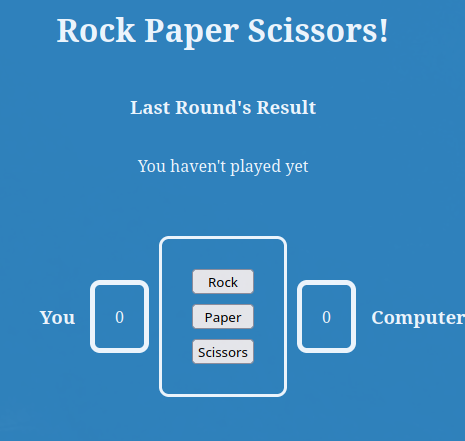 Rock Paper Scissors!
Last Round's Result
You haven't played yet
Rock
You 0 Paper 0 Computer
Scissors